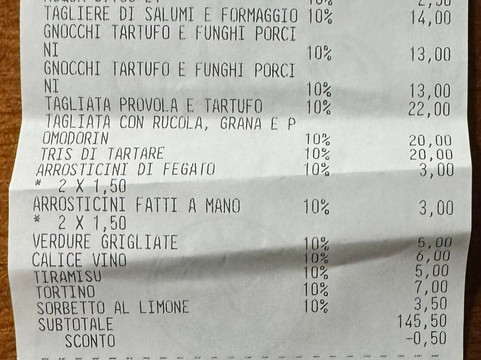 TAGLIERE DI SALUMI E FORMAGGIO 10% 14,00
GNOCCHI TARTUFO E FUNGHI PORCI
NI 10% 13,00
GNOCCHI TARTUFO E FUNGHI PORCI
NI 10% 13,00
TAGLIATA PROVOLA E TARTUFO 10% 22,00
TAGLIATA CON RUCOLA, GRANA E P
OMODORIN 10% 20,00
TRIS DI TARTARE 10% 20,00
ARROSTICINI DI FEGATO 10% 3,00
* 2 X 1,50
ARROSTICINI FATTI A MANO 10% 3,00
* 2 X 1,50
VERDURE GRIGLIATE 10% 5,00
CALICE VINO 10% 6,00
TIRAMISU 10% 5,00
TORTINO 10% 7,00
SORBETTO AL LIMONE 10% 3,50
SUBTOTALE 145,50
SCONTO -0,50